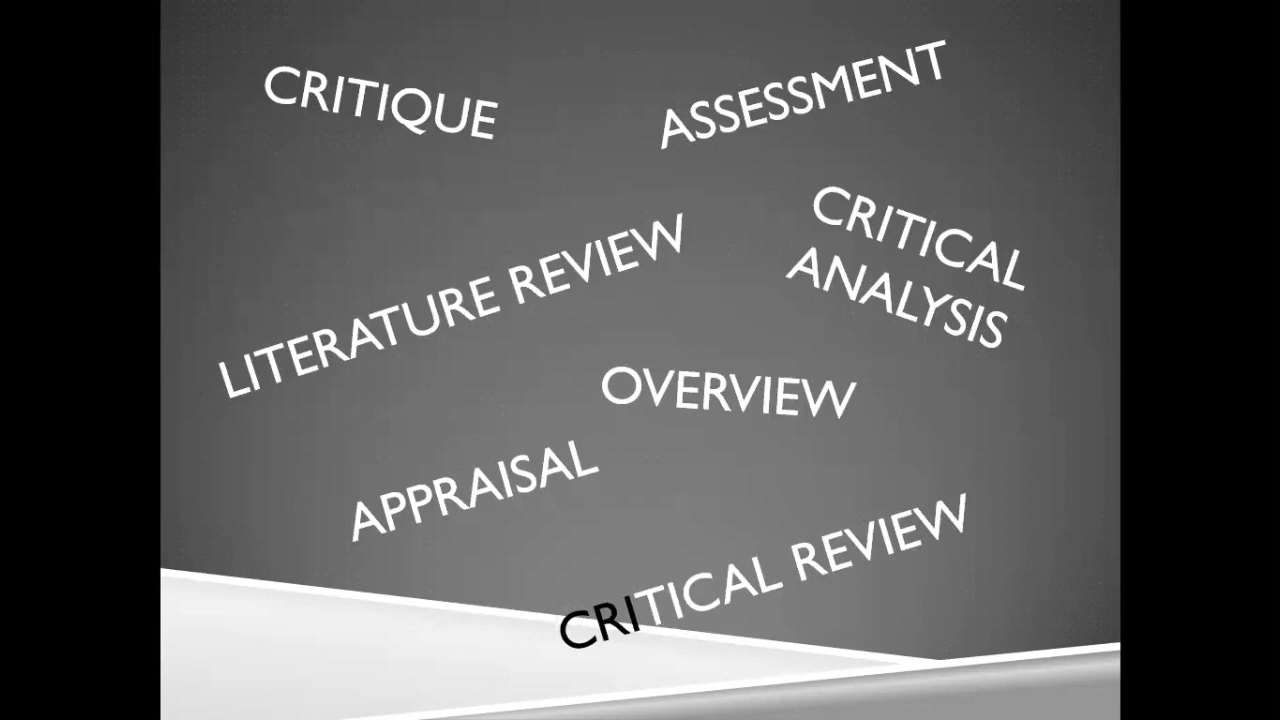 CRITIQUE
ASSESSMENT
CRITICAL
ANALYSIS
LITERATURE REVIEW
OVERVIEW
APPRAISAL
CRITICAL REVIEW